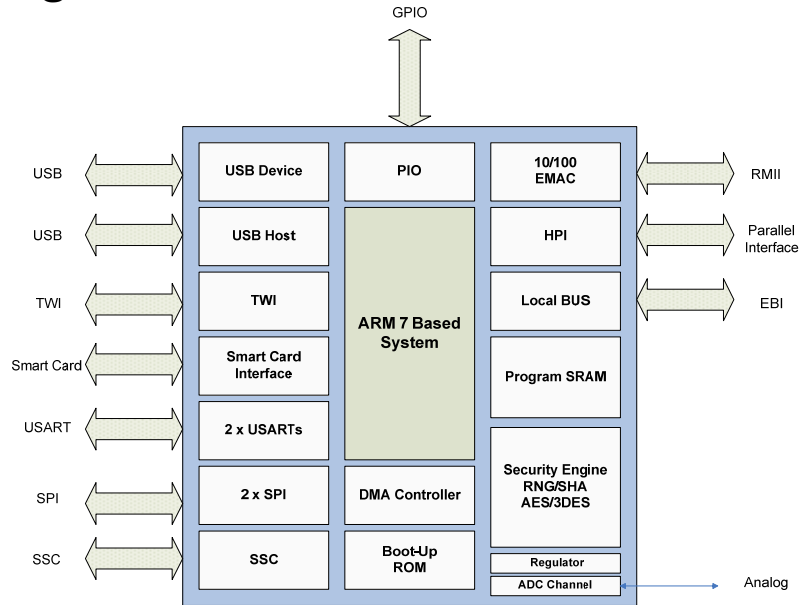 GPIO
USB
USB Device
PIO
10/100
EMAC
RMII
USB
USB Host
HPI
Parallel
Interface
TWI
TWI
Local BUS
EBI
ARM 7 Based
System
Smart Card
Smart Card
Interface
Program SRAM
USART
2 x USARTs
SPI
2 x SPI
DMA Controller
Security Engine
RNG/SHA
AES/3DES
SSC
SSC
Boot-Up
ROM
Regulator
ADC Channel
Analog